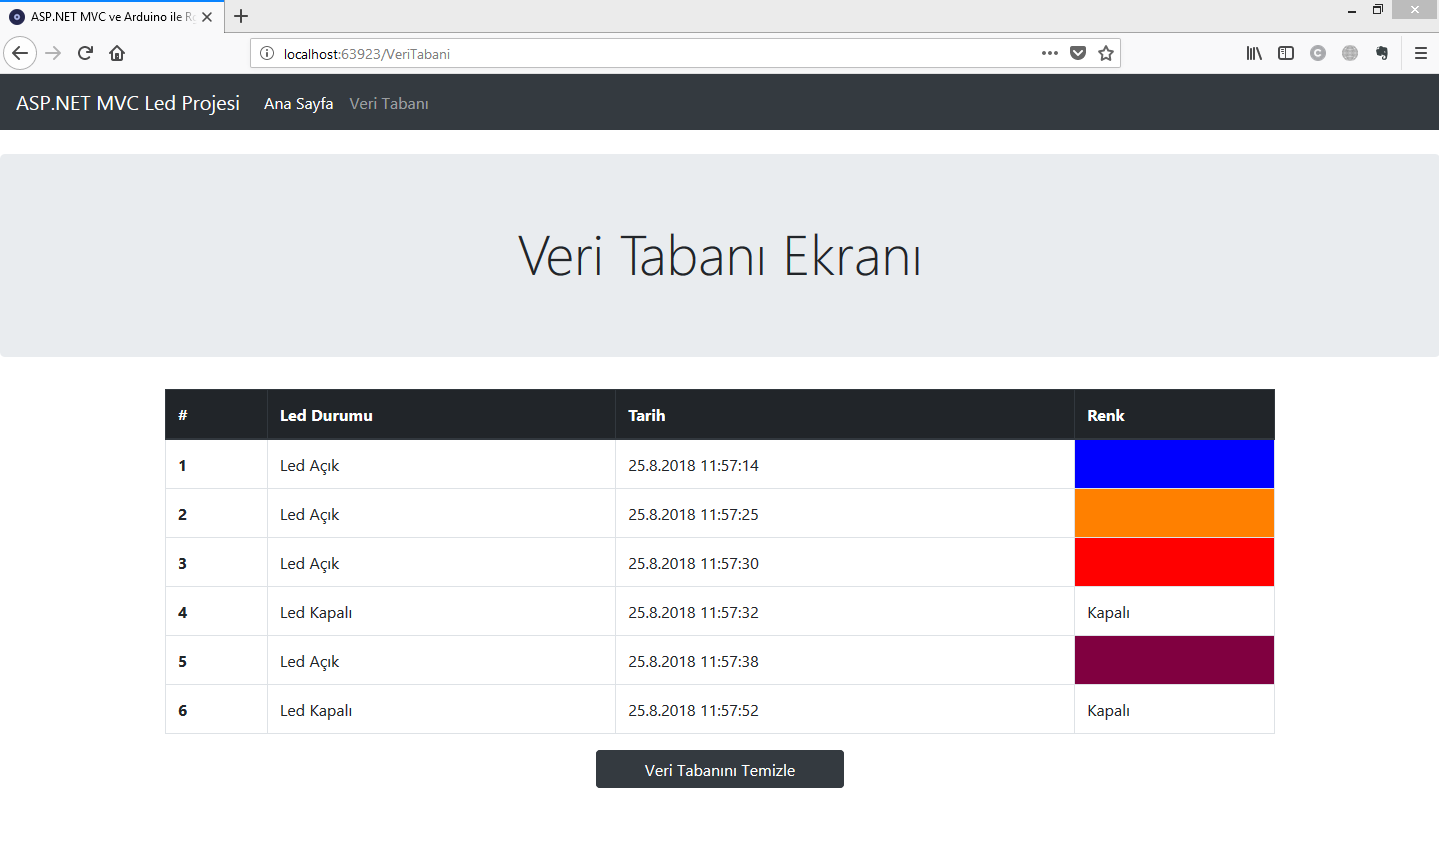 ASP.NET MVC ve Arduino ile
localhost:63923/VeriTabani
ASP.NET MVC Led Projesi Ana Sayfa Veri Tabanı
Veri Tabanı Ekranı
# Led Durumu Tarih Renk
1 Led Açık 25.8.2018 11:57:14
2 Led Açık 25.8.2018 11:57:25
3 Led Açık 25.8.2018 11:57:30
4 Led Kapalı 25.8.2018 11:57:32 Kapalı
5 Led Açık 25.8.2018 11:57:38
6 Led Kapalı 25.8.2018 11:57:52 Kapalı
Veri Tabanını Temizle